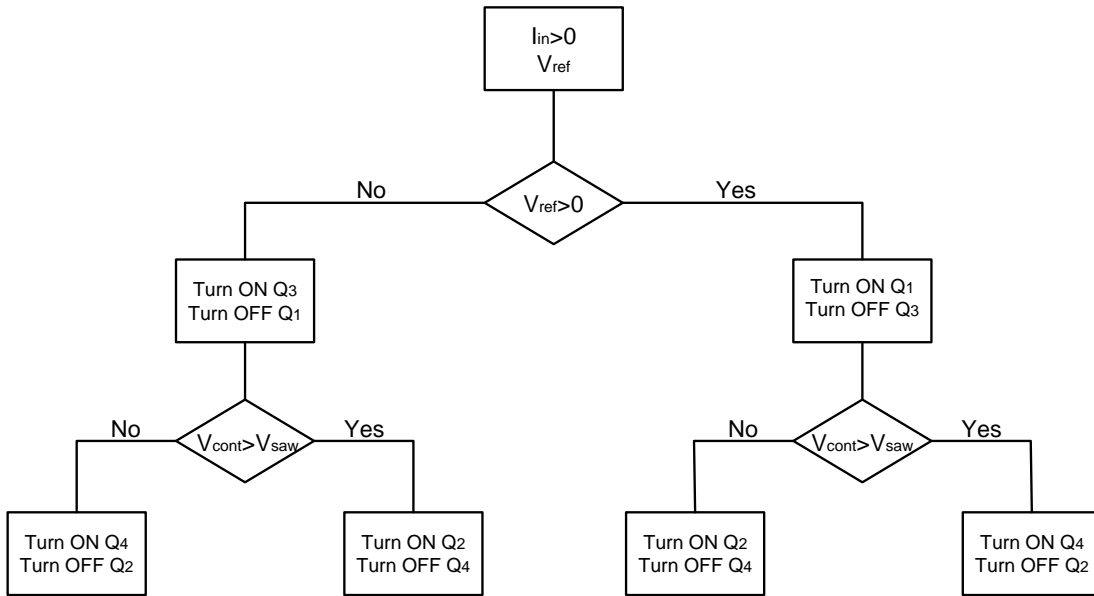 Iin>0
Vref
Vref>0
No
Yes
Turn ON Q3
Turn OFF Q1
Turn ON Q1
Turn OFF Q3
Vcont>Vsaw
No
Yes
Vcont>Vsaw
No
Yes
Turn ON Q4
Turn OFF Q2
Turn ON Q2
Turn OFF Q4
Turn ON Q2
Turn OFF Q4
Turn ON Q4
Turn OFF Q2